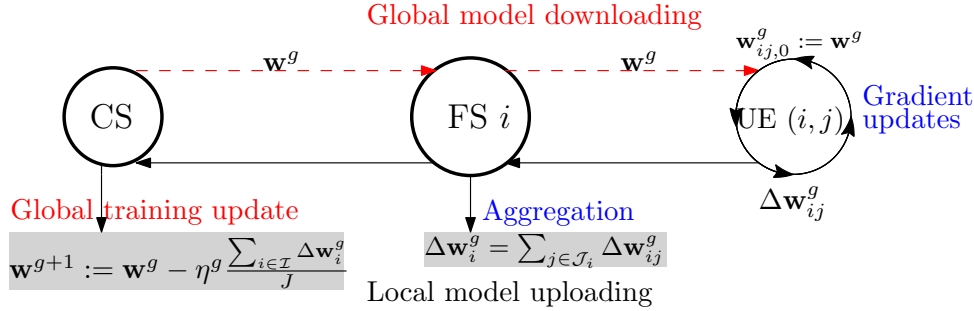 Global model downloading
𝐰^g
𝐰^g
𝐰^g_{ij,0} := 𝐰^g
CS
FS i
UE (i, j)
Gradient
updates
Δ𝐰^g_{ij}
Global training update
Aggregation
𝐰^{g+1} := 𝐰^g − η^g \frac{∑_{i∈ℐ} Δ𝐰^g_i}{J}
Δ𝐰^g_i = ∑_{j∈𝒥_i} Δ𝐰^g_{ij}
Local model uploading